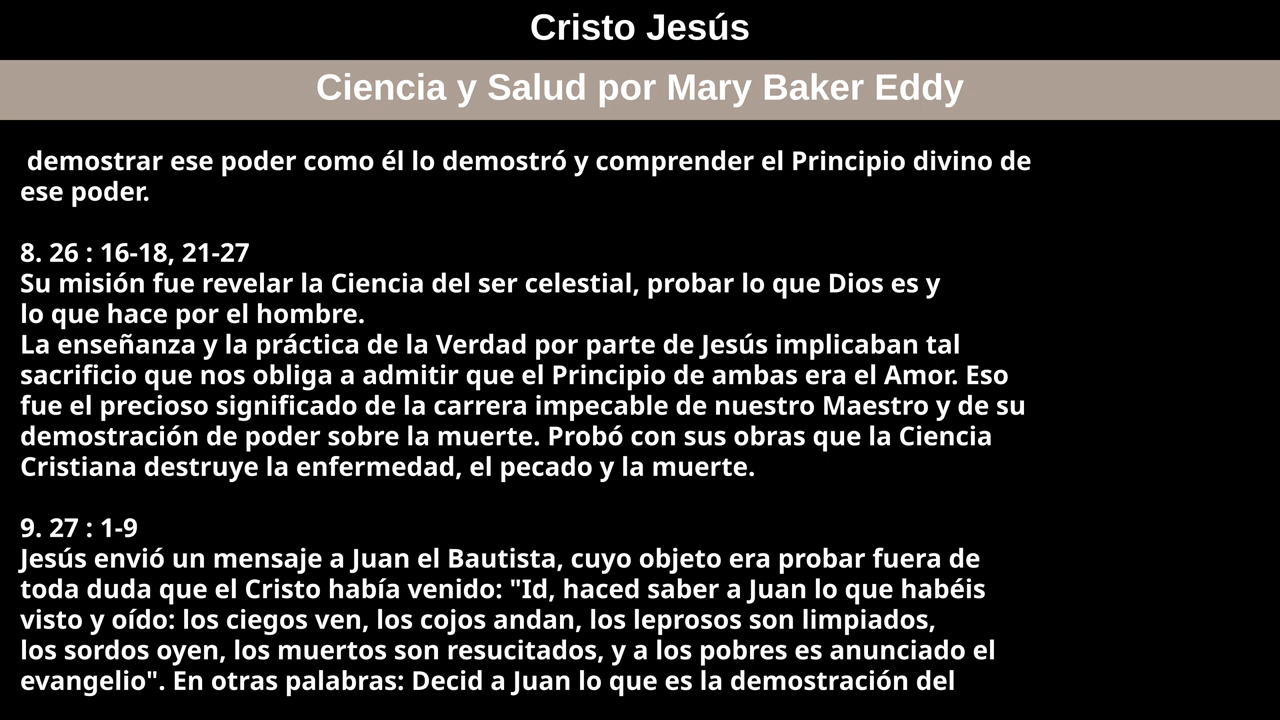 Cristo Jesús
Ciencia y Salud por Mary Baker Eddy
demostrar ese poder como él lo demostró y comprender el Principio divino de
ese poder.
8. 26 : 16-18, 21-27
Su misión fue revelar la Ciencia del ser celestial, probar lo que Dios es y
lo que hace por el hombre.
La enseñanza y la práctica de la Verdad por parte de Jesús implicaban tal
sacrificio que nos obliga a admitir que el Principio de ambas era el Amor. Eso
fue el precioso significado de la carrera impecable de nuestro Maestro y de su
demostración de poder sobre la muerte. Probó con sus obras que la Ciencia
Cristiana destruye la enfermedad, el pecado y la muerte.
9. 27 : 1-9
Jesús envió un mensaje a Juan el Bautista, cuyo objeto era probar fuera de
toda duda que el Cristo había venido: "Id, haced saber a Juan lo que habéis
visto y oído: los ciegos ven, los cojos andan, los leprosos son limpiados,
los sordos oyen, los muertos son resucitados, y a los pobres es anunciado el
evangelio". En otras palabras: Decid a Juan lo que es la demostración del